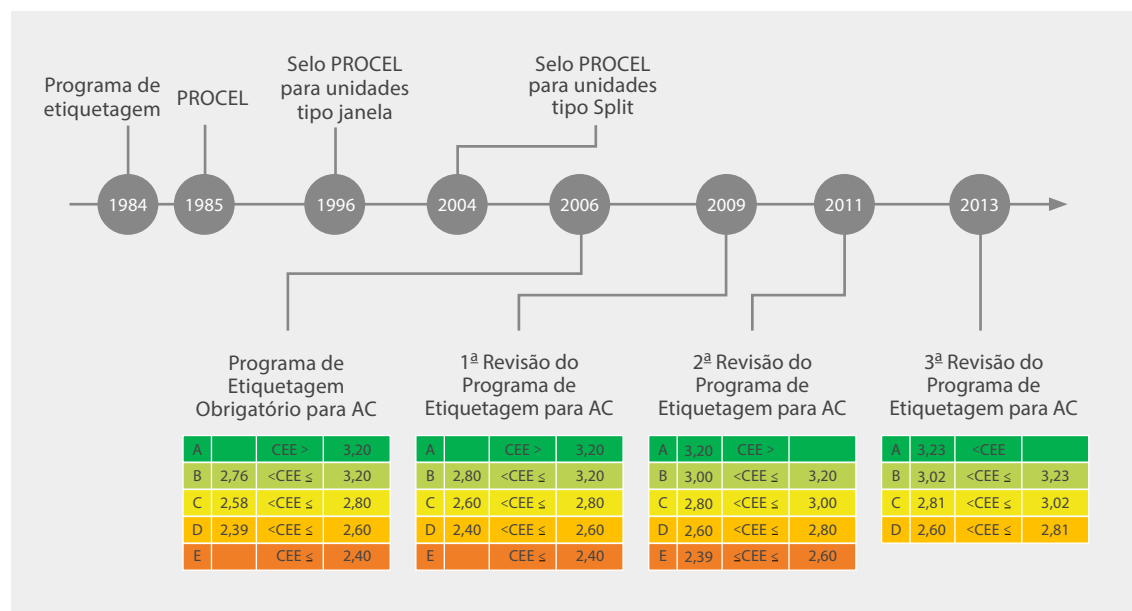 Programa de
etiquetagem
PROCEL
Selo PROCEL
para unidades
tipo janela
Selo PROCEL
para unidades
tipo Split
1984
1985
1996
2004
2006
2009
2011
2013
Programa de
Etiquetagem
Obrigatório para AC
A CEE > 3,20
B 2,76 <CEE ≤ 3,20
C 2,58 <CEE ≤ 2,80
D 2,39 <CEE ≤ 2,60
E CEE ≤ 2,40
1ª Revisão do
Programa de
Etiquetagem para AC
A CEE > 3,20
B 2,80 <CEE ≤ 3,20
C 2,60 <CEE ≤ 2,80
D 2,40 <CEE ≤ 2,60
E CEE ≤ 2,40
2ª Revisão do
Programa de
Etiquetagem para AC
A 3,20 CEE >
B 3,00 <CEE ≤ 3,20
C 2,80 <CEE ≤ 3,00
D 2,60 <CEE ≤ 2,80
E 2,39 ≤CEE ≤ 2,60
3ª Revisão do
Programa de
Etiquetagem para AC
A 3,23 <CEE
B 3,02 <CEE ≤ 3,23
C 2,81 <CEE ≤ 3,02
D 2,60 <CEE ≤ 2,81